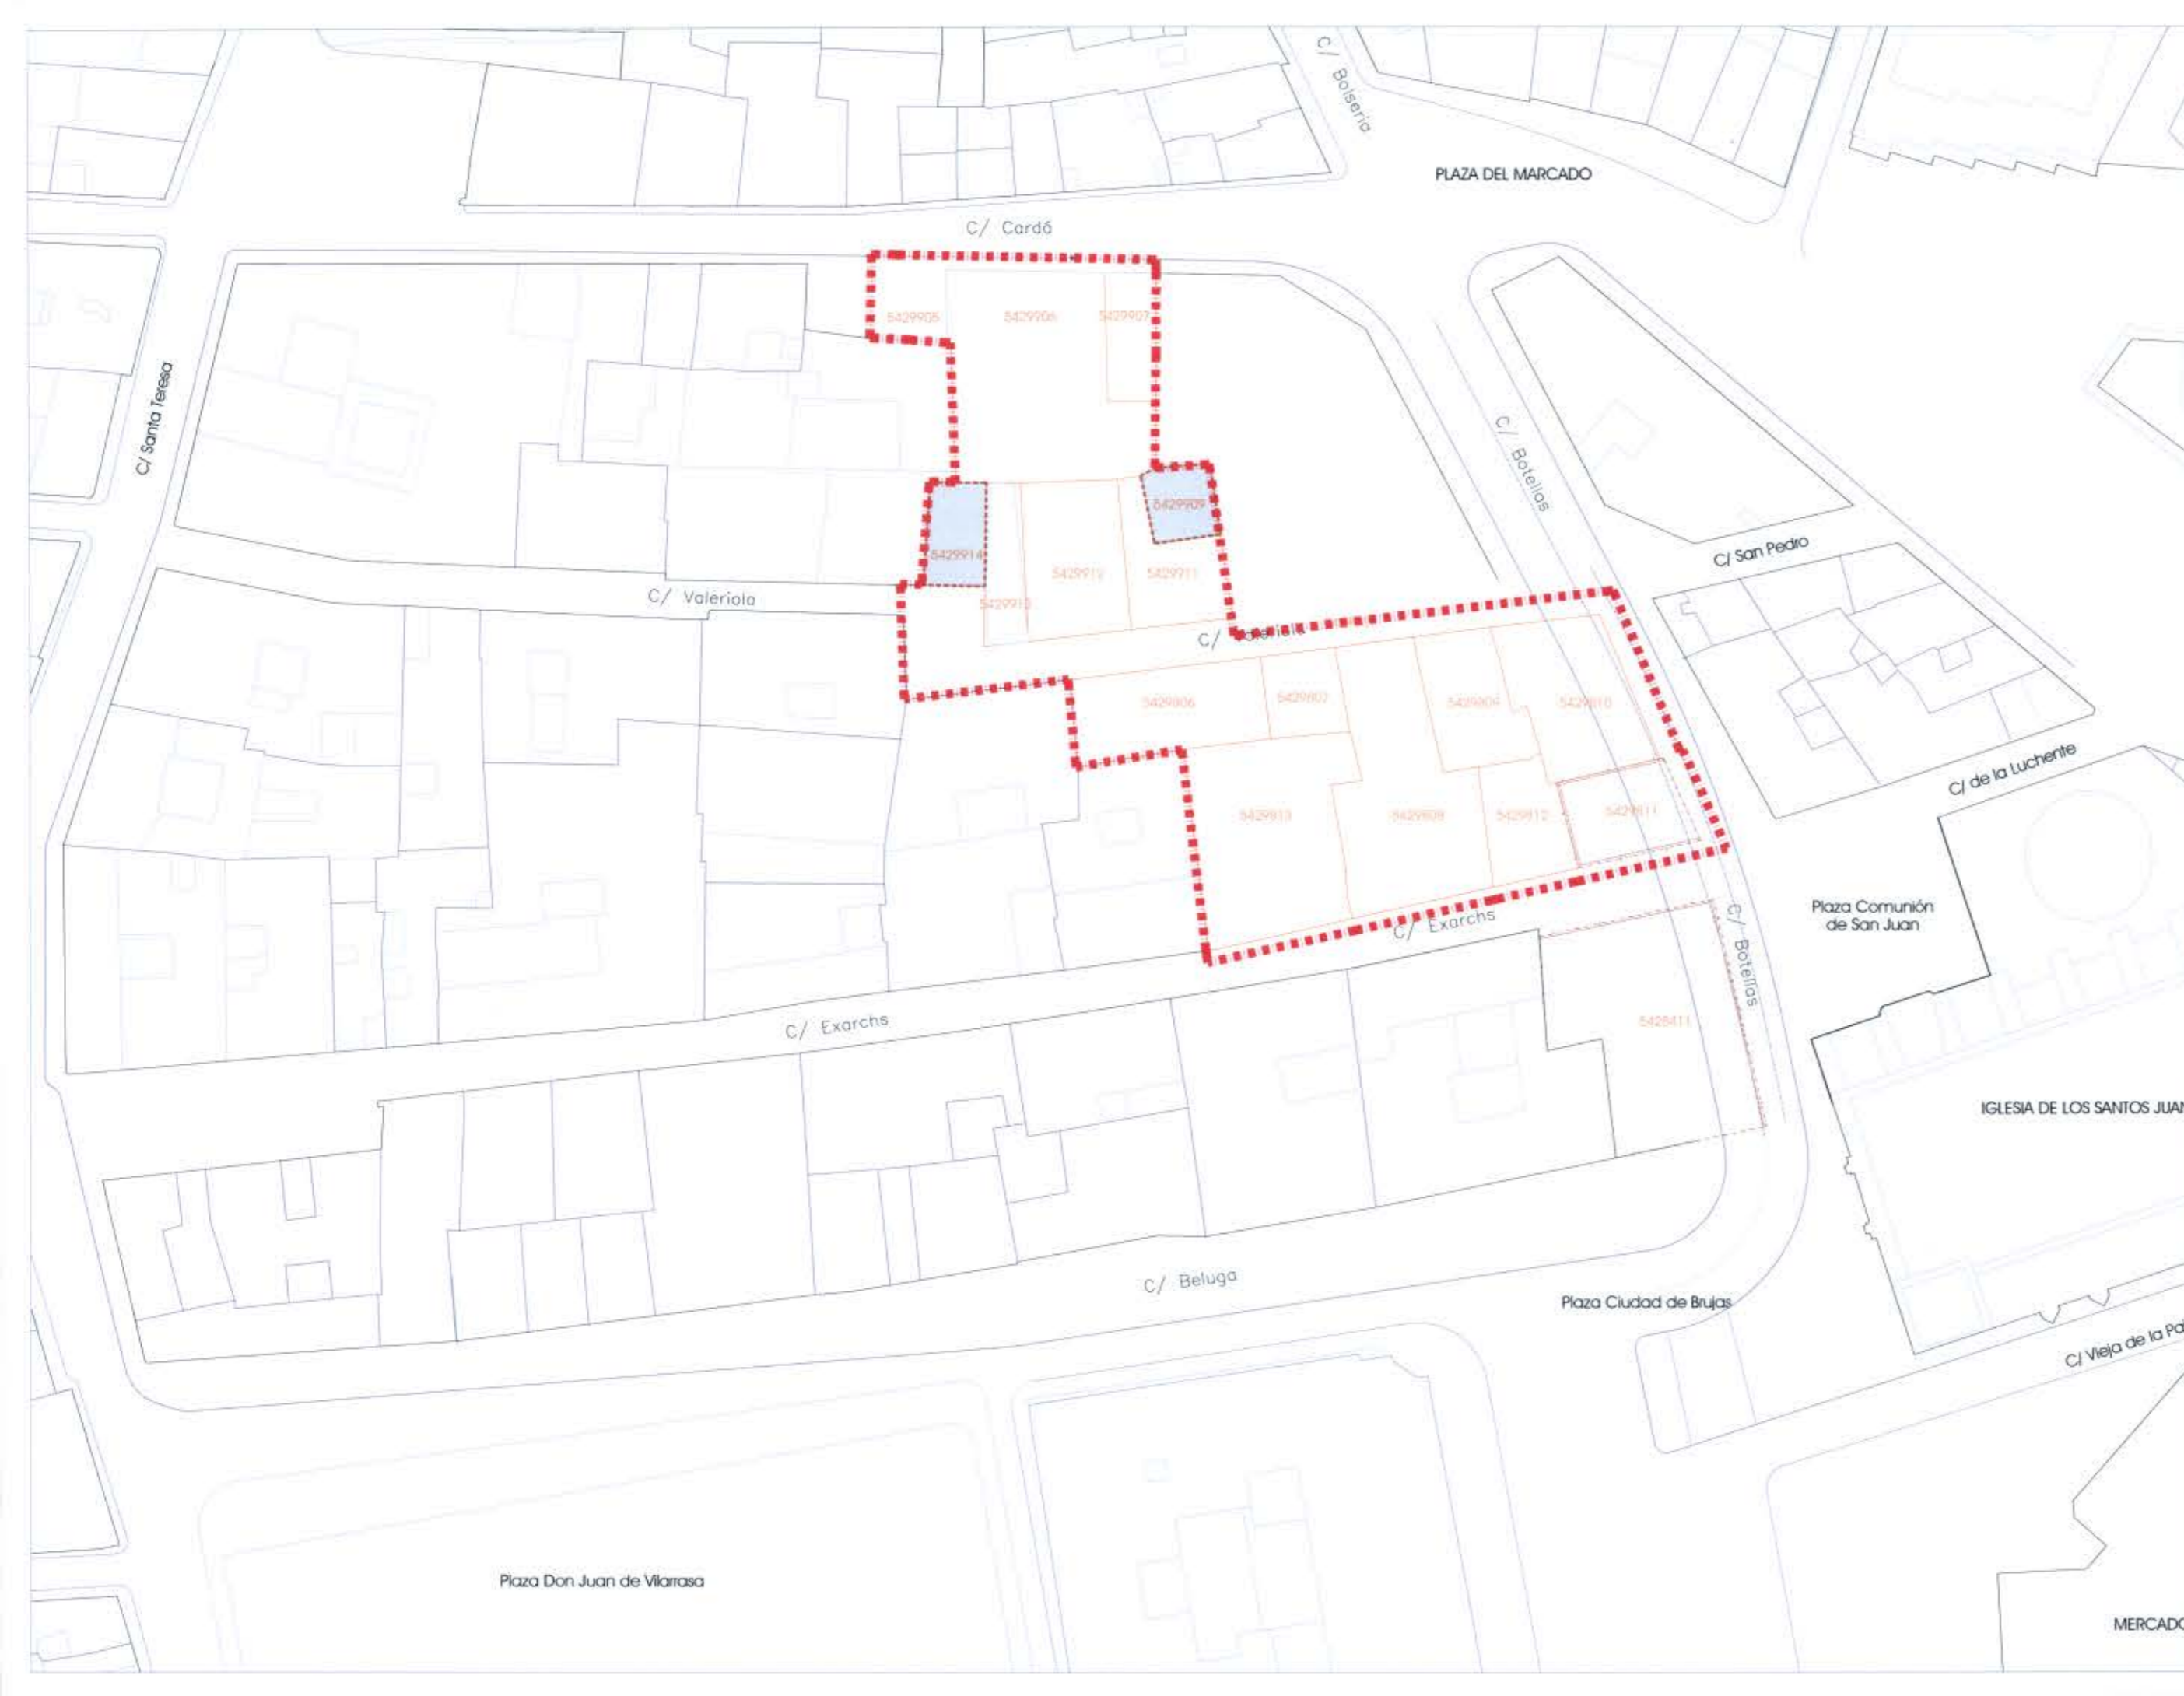 C/ Bolseria
PLAZA DEL MARCADO
C/ Cardá
5429905
5429906
5429907
C/ Santa Teresa
C/ Botellas
5429909
5429914
5429912
5429911
5429913
C/ San Pedro
C/ Valeriola
C/ Valeriola
5429806
5429807
5429809
5429810
C/ de la Luchente
5429813
5429808
5429812
5429811
Plaza Comunión
de San Juan
C/ Exarchs
C/ Botellas
C/ Exarchs
5428411
IGLESIA DE LOS SANTOS JUAN
C/ Beluga
Plaza Ciudad de Brujas
C/ Vieja de la Pa
Plaza Don Juan de Vilarrasa
MERCADO